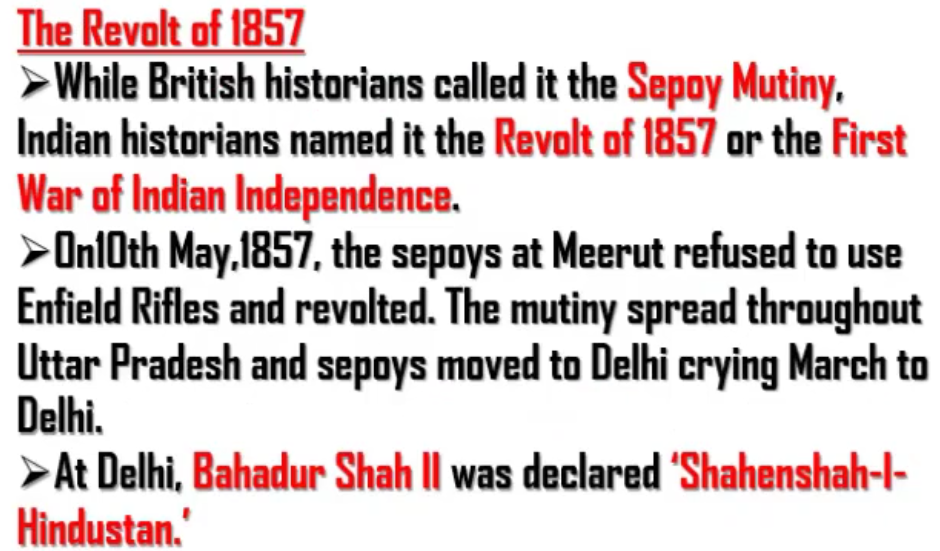 The Revolt of 1857
➢While British historians called it the Sepoy Mutiny,
Indian historians named it the Revolt of 1857 or the First
War of Indian Independence.
➢On10th May,1857, the sepoys at Meerut refused to use
Enfield Rifles and revolted. The mutiny spread throughout
Uttar Pradesh and sepoys moved to Delhi crying March to
Delhi.
➢At Delhi, Bahadur Shah II was declared ‘Shahenshah-I-
Hindustan.’